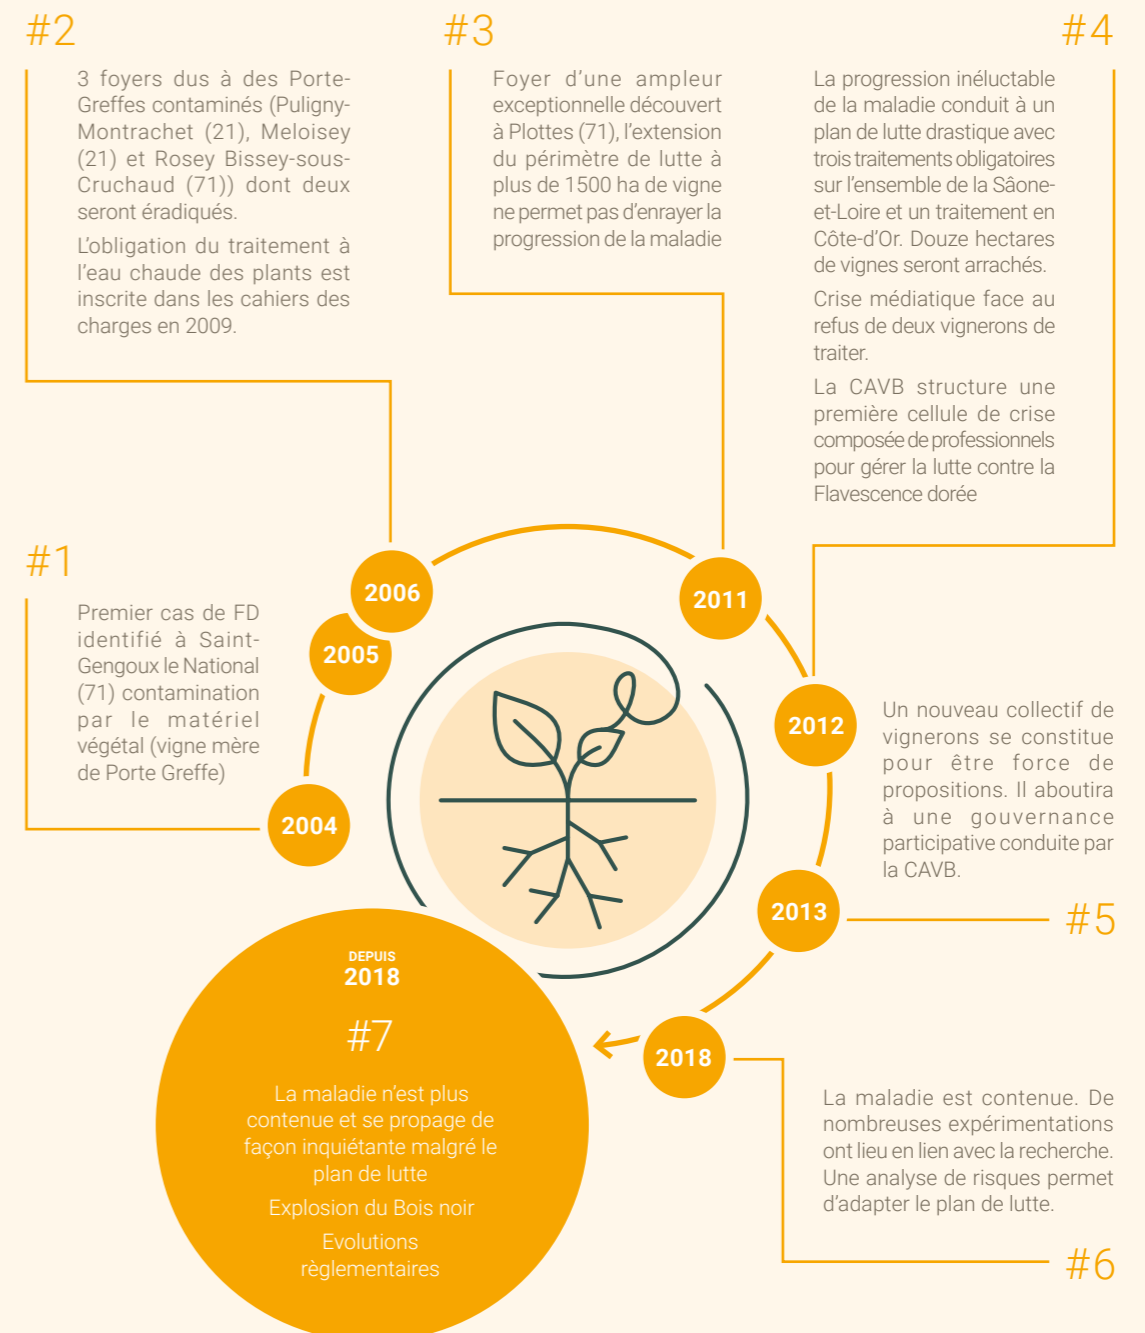 #2
3 foyers dus à des Porte-
Greffes contaminés (Puligny-
Montrachet (21), Meloisey
(21) et Rosey Bissey-sous-
Cruchaud (71)) dont deux
seront éradiqués.
L'obligation du traitement à
l'eau chaude des plants est
inscrite dans les cahiers des
charges en 2009.
#3
Foyer d'une ampleur
exceptionnelle découvert
à Plottes (71), l'extension
du périmètre de lutte à
plus de 1500 ha de vigne
ne permet pas d'enrayer la
progression de la maladie
#4
La progression inéluctable
de la maladie conduit à un
plan de lutte drastique avec
trois traitements obligatoires
sur l'ensemble de la Sâone-
et-Loire et un traitement en
Côte-d'Or. Douze hectares
de vignes seront arrachés.
Crise médiatique face au
refus de deux vignerons de
traiter.
La CAVB structure une
première cellule de crise
composée de professionnels
pour gérer la lutte contre la
Flavescence dorée
#1
Premier cas de FD
identifié à Saint-
Gengoux le National
(71) contamination
par le matériel
végétal (vigne mère
de Porte Greffe)
2004
2005
2006
2011
2012
2013
2018
Un nouveau collectif de
vignerons se constitue
pour être force de
propositions. Il aboutira
à une gouvernance
participative conduite par
la CAVB.
#5
La maladie est contenue. De
nombreuses expérimentations
ont lieu en lien avec la recherche.
Une analyse de risques permet
d'adapter le plan de lutte.
#6
DEPUIS
2018
#7
La maladie n'est plus
contenue et se propage de
façon inquiétante malgré le
plan de lutte
Explosion du Bois noir
Evolutions
règlementaires